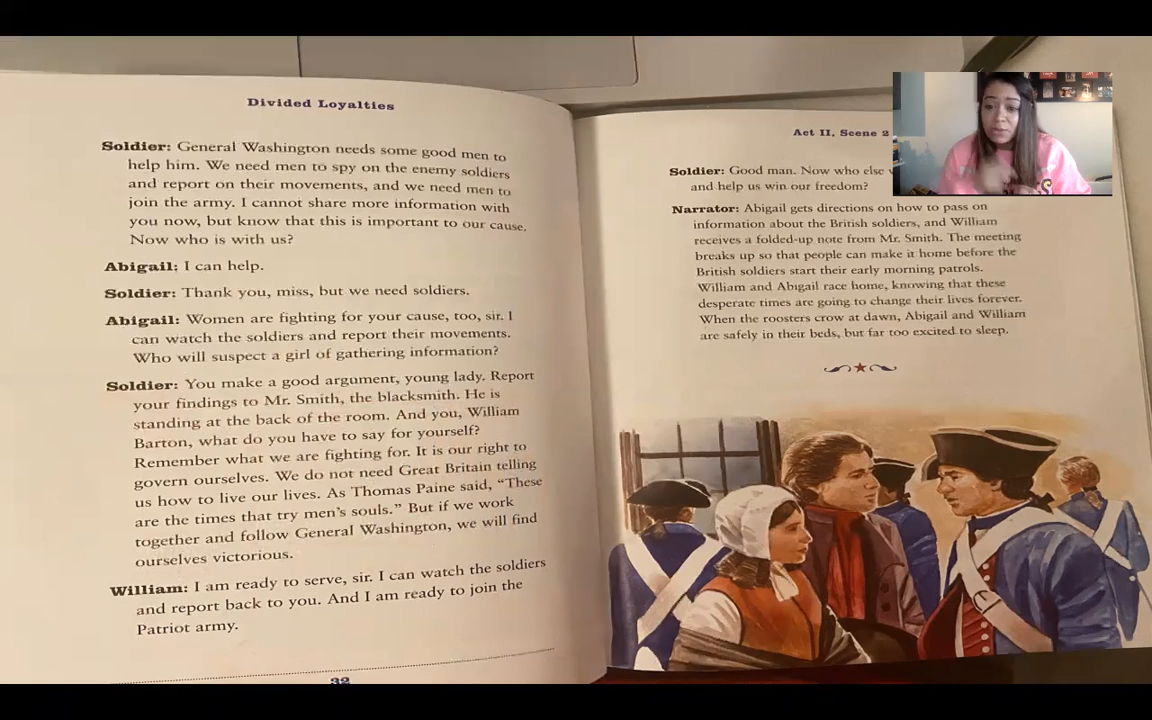 Divided Loyalties
Soldier: General Washington needs some good men to
help him. We need men to spy on the enemy soldiers
and report on their movements, and we need men to
join the army. I cannot share more information with
you now, but know that this is important to our cause.
Now who is with us?
Abigail: I can help.
Soldier: Thank you, miss, but we need soldiers.
Abigail: Women are fighting for your cause, too, sir. I
can watch the soldiers and report their movements.
Who will suspect a girl of gathering information?
Soldier: You make a good argument, young lady. Report
your findings to Mr. Smith, the blacksmith. He is
standing at the back of the room. And you, William
Barton, what do you have to say for yourself?
Remember what we are fighting for. It is our right to
govern ourselves. We do not need Great Britain telling
us how to live our lives. As Thomas Paine said, “These
are the times that try men’s souls.” But if we work
together and follow General Washington, we will find
ourselves victorious.
William: I am ready to serve, sir. I can watch the soldiers
and report back to you. And I am ready to join the
Patriot army.
32
Act II, Scene 2
Soldier: Good man. Now who else
and help us win our freedom?
Narrator: Abigail gets directions on how to pass on
information about the British soldiers, and William
receives a folded-up note from Mr. Smith. The meeting
breaks up so that people can make it home before the
British soldiers start their early morning patrols.
William and Abigail race home, knowing that these
desperate times are going to change their lives forever.
When the roosters crow at dawn, Abigail and William
are safely in their beds, but far too excited to sleep.